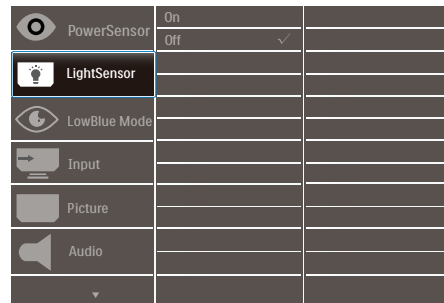 PowerSensor
On
Off
LightSensor
LowBlue Mode
Input
Picture
Audio